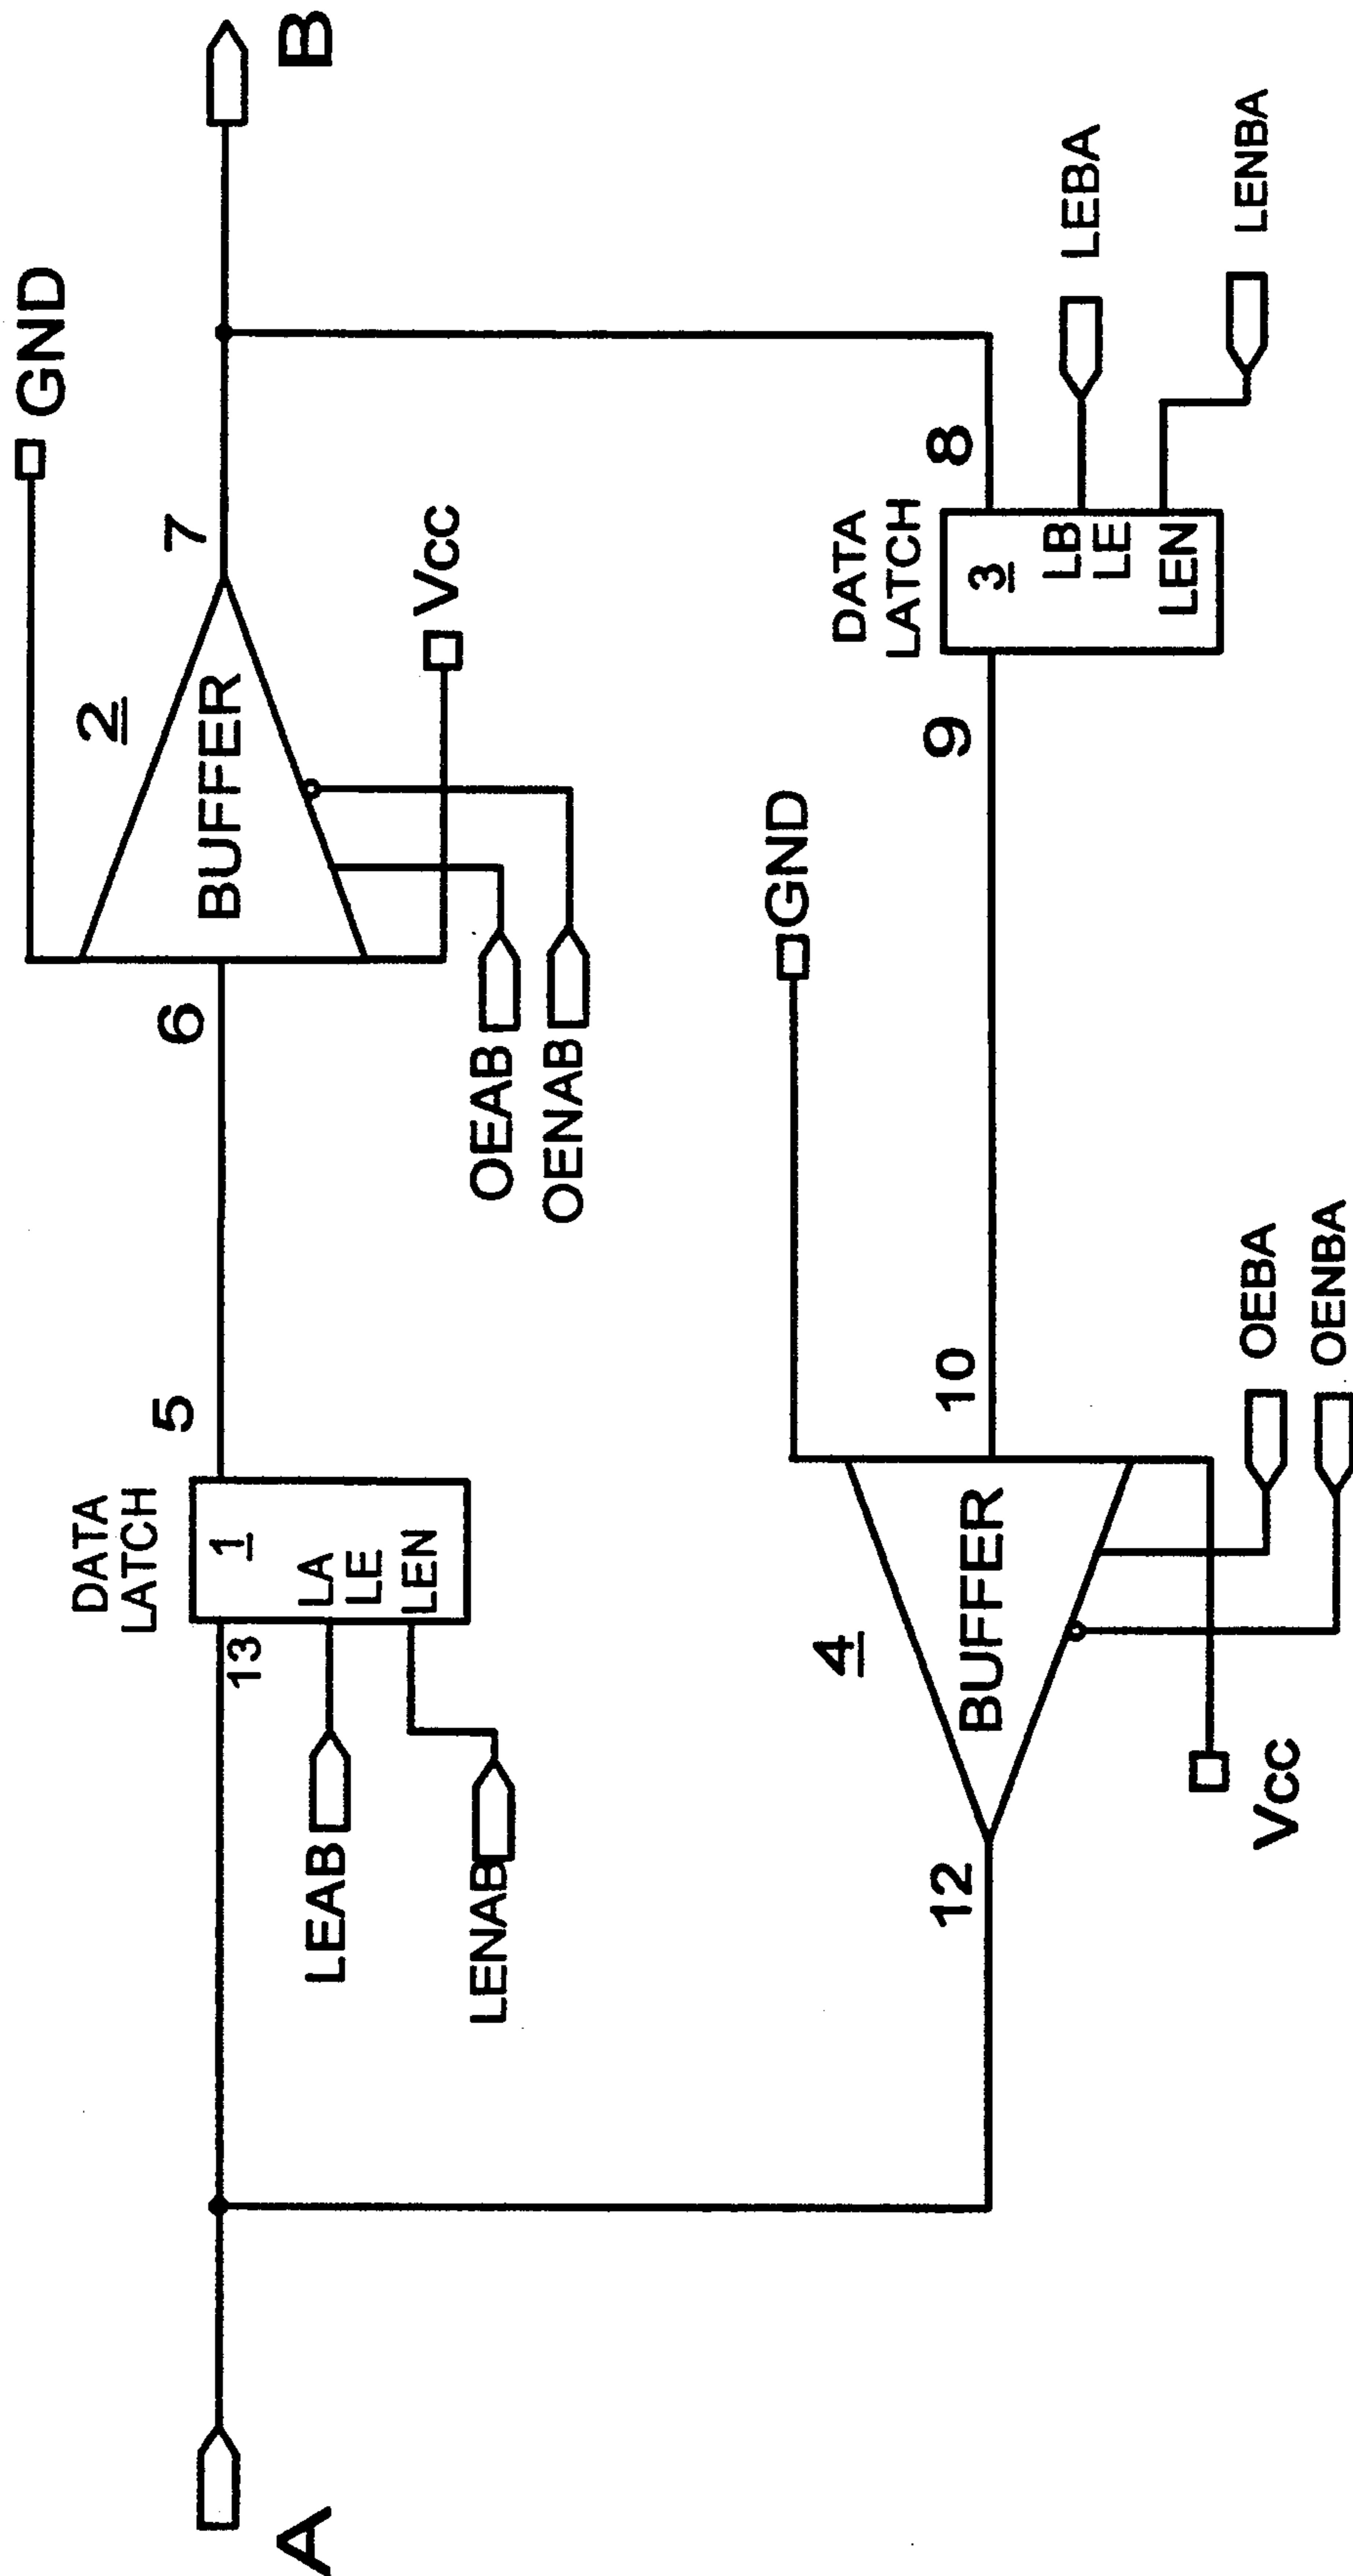 GND
2
7
B
BUFFER
6
Vcc
DATA
LATCH
5
1
13
LA
LE
LEN
OEAB
OENAB
LEAB
LENAB
A
GND
DATA
LATCH
8
3
9
LB
LE
LEN
LEBA
LENBA
4
10
BUFFER
12
OEBA
OENBA
Vcc